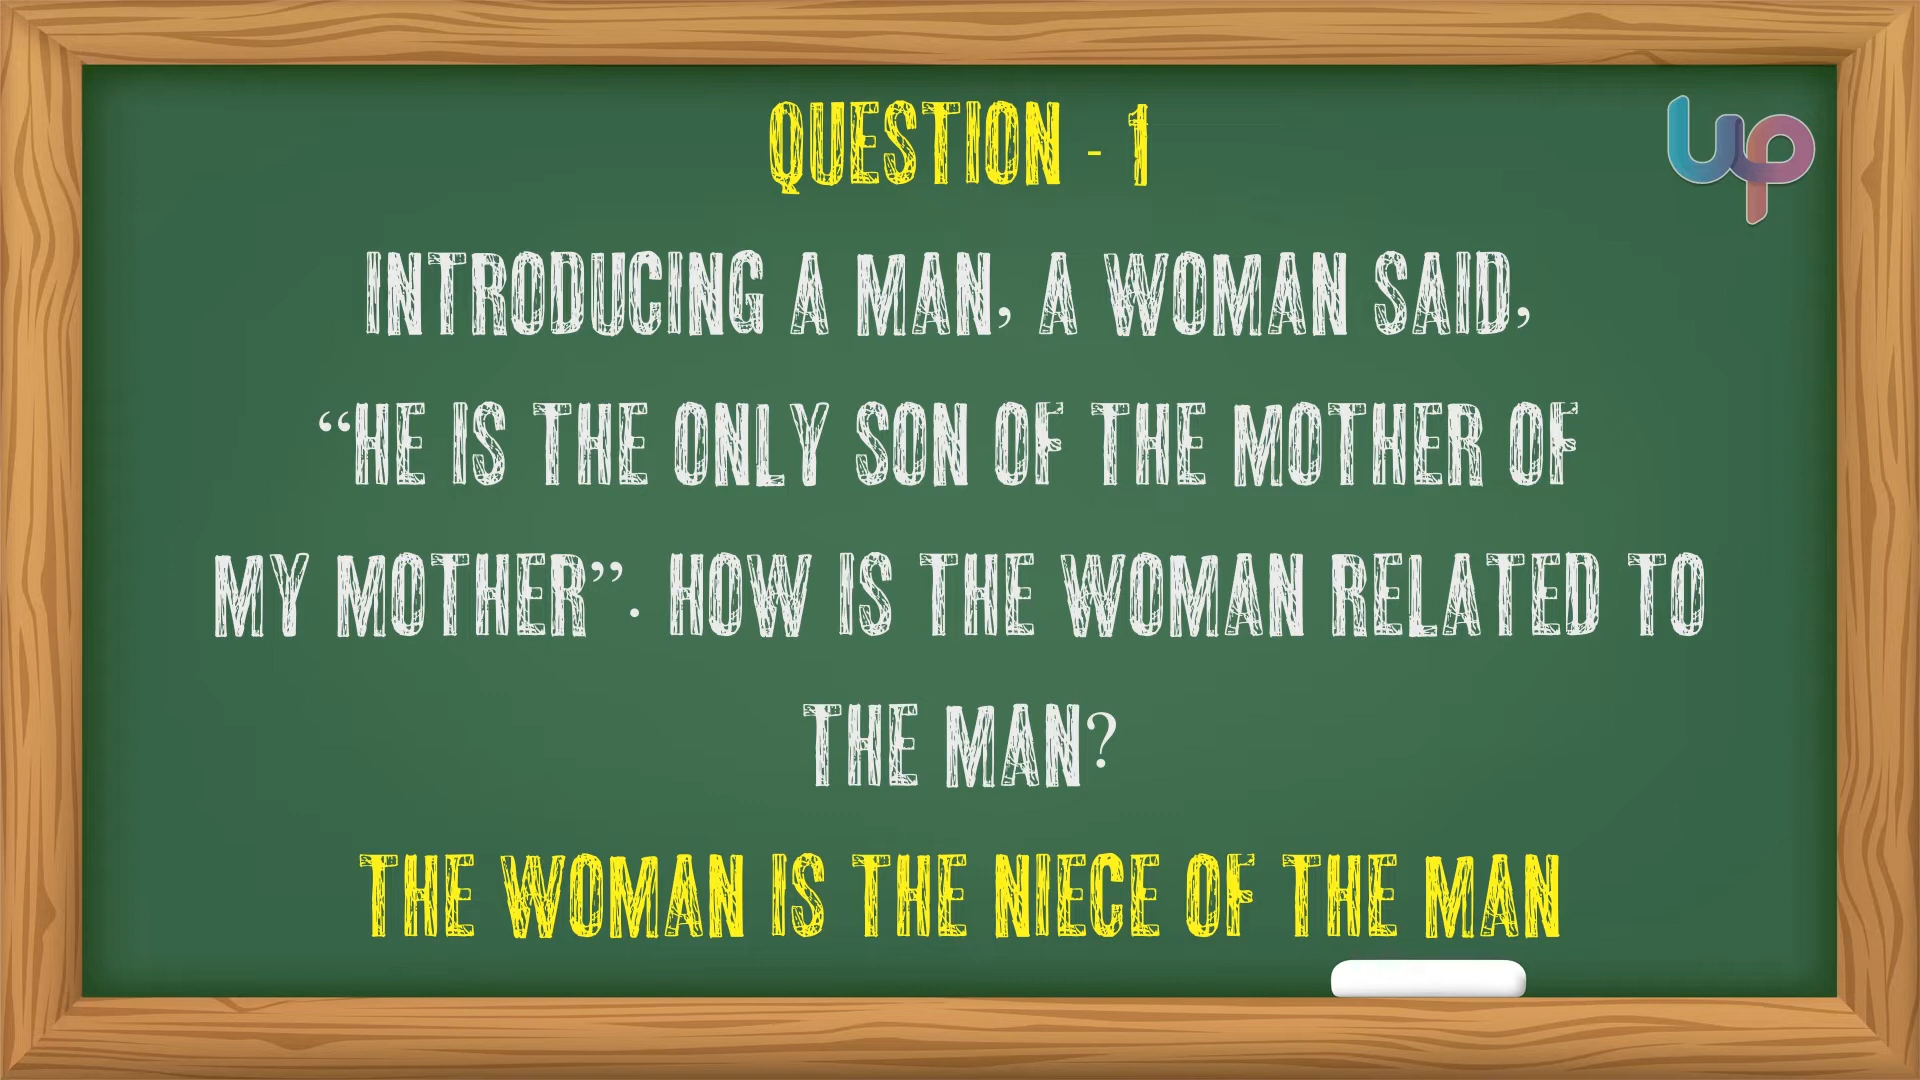 QUESTION - 1
up
INTRODUCING A MAN, A WOMAN SAID,
“HE IS THE ONLY SON OF THE MOTHER OF
MY MOTHER”. HOW IS THE WOMAN RELATED TO
THE MAN?
THE WOMAN IS THE NIECE OF THE MAN